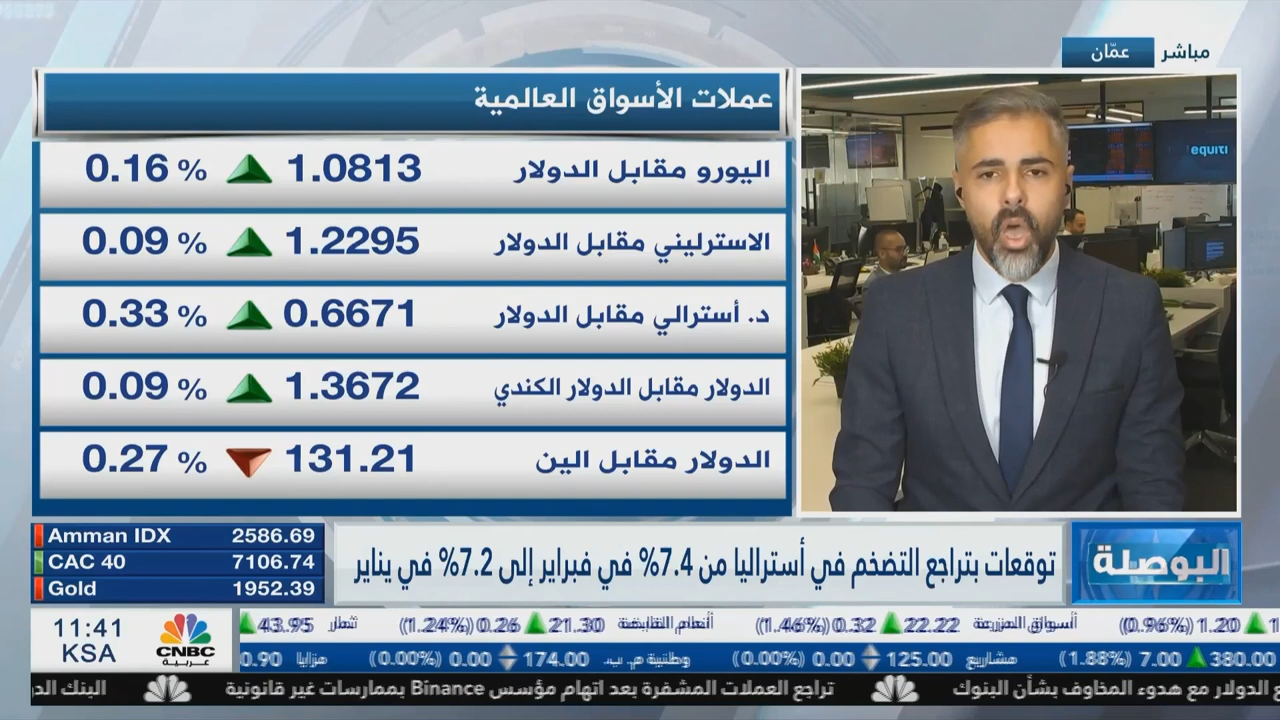 مباشر عمّان
عملات الأسواق العالمية
اليورو مقابل الدولار 1.0813 0.16 %
الاسترليني مقابل الدولار 1.2295 0.09 %
د. أسترالي مقابل الدولار 0.6671 0.33 %
الدولار مقابل الدولار الكندي 1.3672 0.09 %
الدولار مقابل الين 131.21 0.27 %
equiti
البوصلة
توقعات بتراجع التضخم في أستراليا من 7.4% في فبراير إلى 7.2% في يناير
Amman IDX 2586.69
CAC 40 7106.74
Gold 1952.39
11:41
KSA
CNBC
عربية
1.20 (0.96%) أسواق المزرعة 22.22 0.32 (1.46%) أنعام القابضة 21.30 0.26 (1.24%) ثمار 43.95
380.00 7.00 (1.88%) مشاريع 125.00 0.00 (0.00%) وطنية م. ب. 174.00 0.00 (0.00%) مزايا 0.90
الدولار مع هدوء المخاوف بشأن البنوك تراجع العملات المشفرة بعد اتهام مؤسس Binance بممارسات غير قانونية البنك